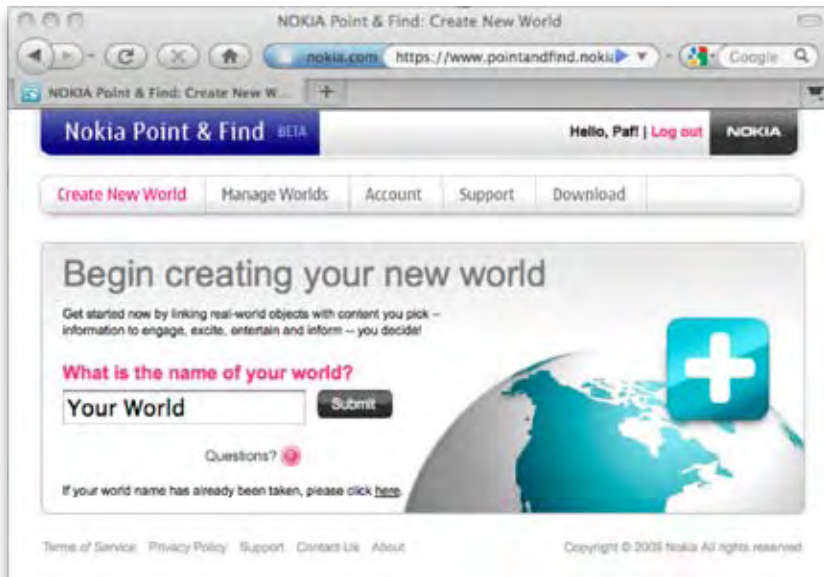 NOKIA Point & Find: Create New World
nokia.com https://www.pointandfind.nokia
Google
NOKIA Point & Find: Create New W...
Nokia Point & Find BETA
Hello, Paf! | Log out NOKIA
Create New World Manage Worlds Account Support Download
Begin creating your new world
Get started now by linking real-world objects with content you pick –
information to engage, excite, entertain and inform -- you decide!
What is the name of your world?
Your World Submit
Questions? ?
If your world name has already been taken, please click here.
Terms of Service Privacy Policy Support Contact Us About Copyright © 2009 Nokia All rights reserved